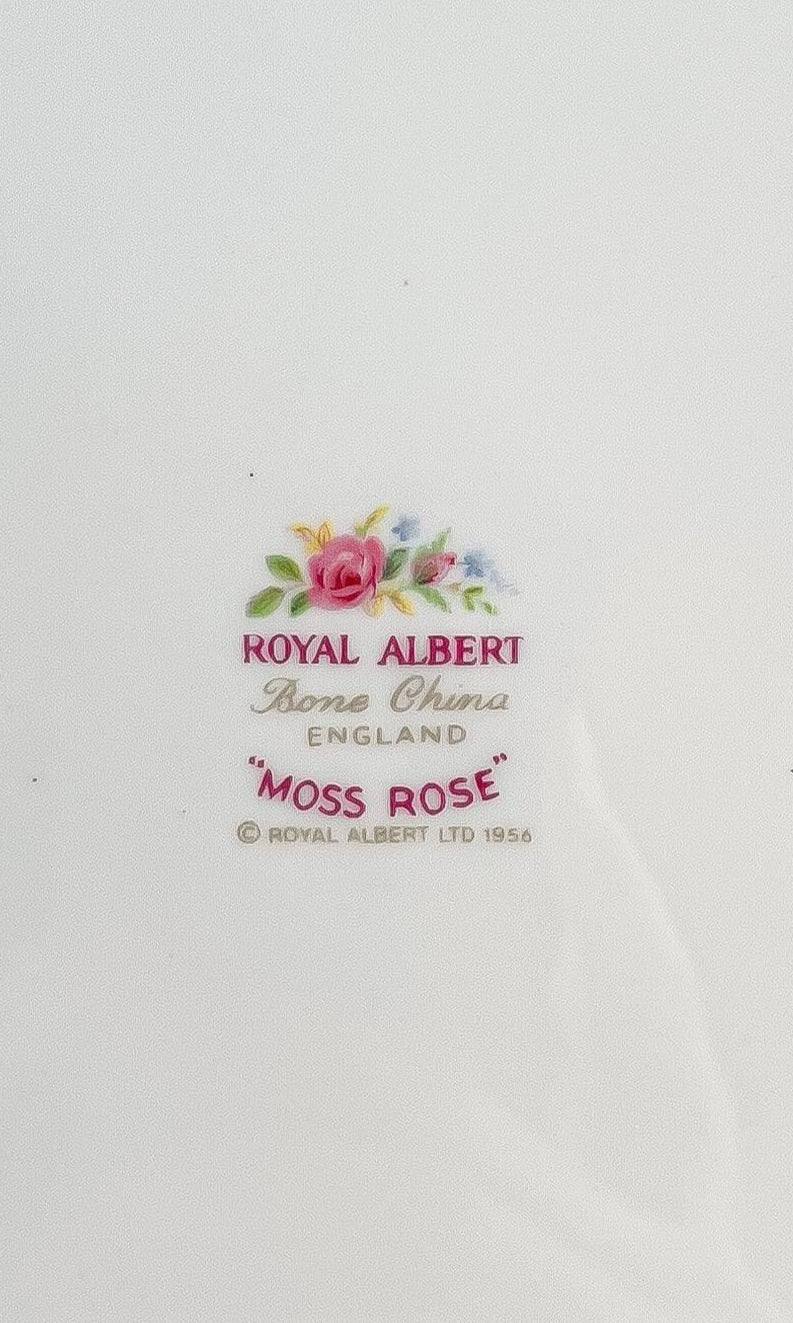 ROYAL ALBERT
Bone China
ENGLAND
"MOSS ROSE"
© ROYAL ALBERT LTD 1956